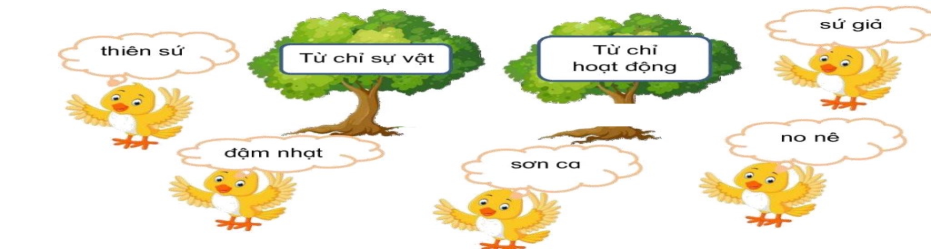 thiên sứ
Từ chỉ sự vật
Từ chỉ
hoạt động
sứ giả
đậm nhạt
sơn ca
no nê